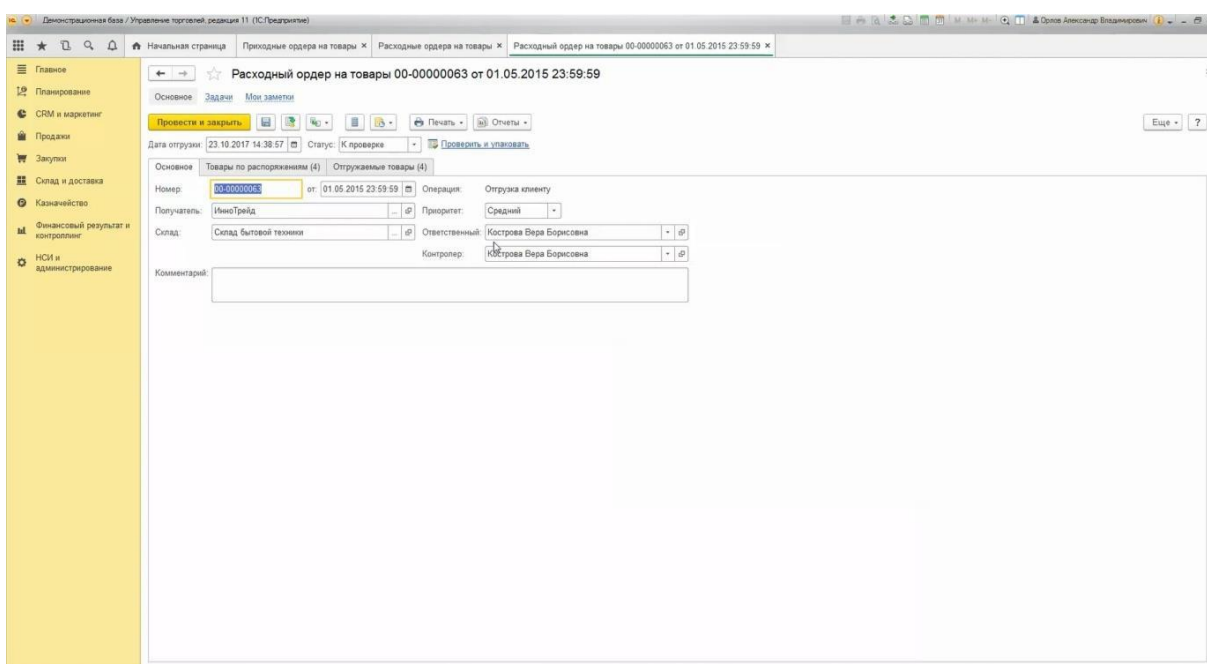 Демонстрационная база / Управление торговлей, редакция 11 (1С:Предприятие)
M M+ M- Орлов Александр Владимирович
Начальная страница Приходные ордера на товары × Расходные ордера на товары × Расходный ордер на товары 00-00000063 от 01.05.2015 23:59:59 ×
Главное
Планирование
CRM и маркетинг
Продажи
Закупки
Склад и доставка
Казначейство
Финансовый результат и
контроллинг
НСИ и
администрирование
Расходный ордер на товары 00-00000063 от 01.05.2015 23:59:59
Основное Задачи Мои заметки
Провести и закрыть Печать Отчеты Еще ?
Дата отгрузки: 23.10.2017 14:38:57 Статус: К проверке Проверить и упаковать
Основное Товары по распоряжениям (4) Отгружаемые товары (4)
Номер: 00-00000063 от: 01.05.2015 23:59:59 Операция: Отгрузка клиенту
Получатель: ИнноТрейд ... Приоритет: Средний
Склад: Склад бытовой техники ... Ответственный: Кострова Вера Борисовна
Контролер: Кострова Вера Борисовна
Комментарий: